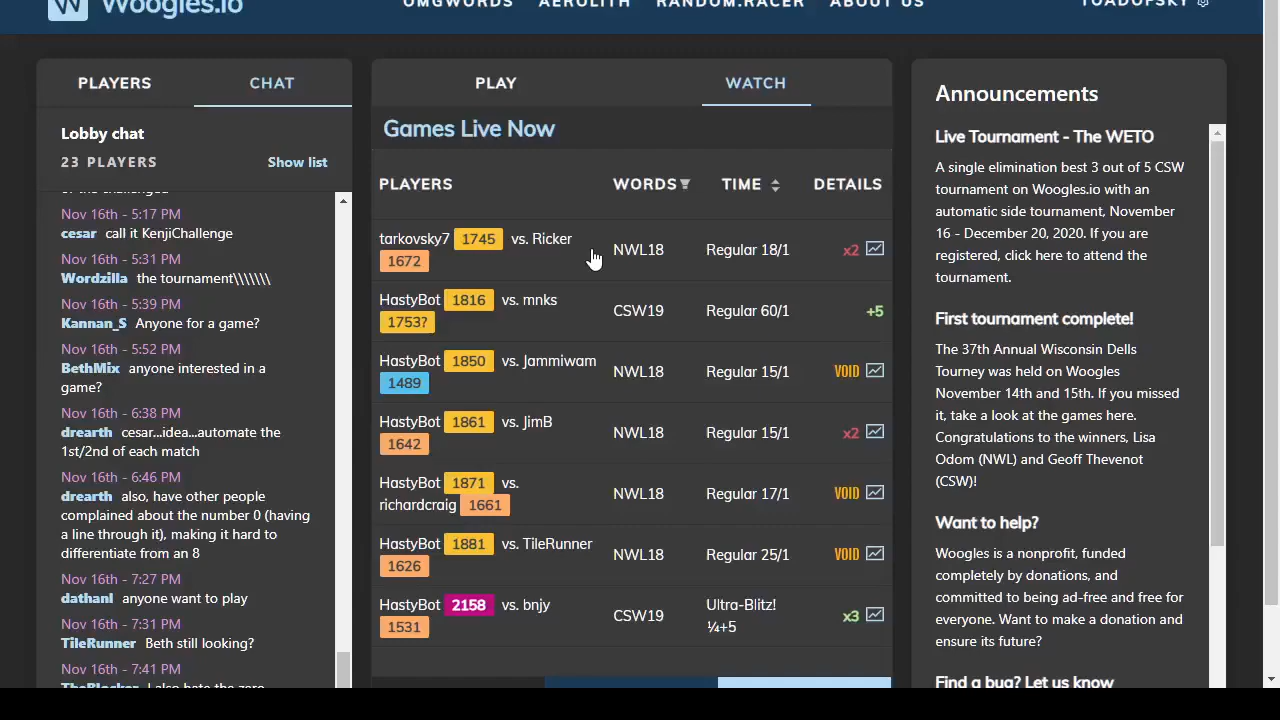 W Woogles.io
OMGWORDS AEROLITH RANDOM.RACER ABOUT US
TOADOFSKY
PLAYERS CHAT
Lobby chat
23 PLAYERS Show list
of the challenged
Nov 16th - 5:17 PM
cesar call it KenjiChallenge
Nov 16th - 5:31 PM
Wordzilla the tournament\\\\\\\
Nov 16th - 5:39 PM
Kannan_S Anyone for a game?
Nov 16th - 5:52 PM
BethMix anyone interested in a
game?
Nov 16th - 6:38 PM
drearth cesar...idea...automate the
1st/2nd of each match
Nov 16th - 6:46 PM
drearth also, have other people
complained about the number 0 (having
a line through it), making it hard to
differentiate from an 8
Nov 16th - 7:27 PM
dathanl anyone want to play
Nov 16th - 7:31 PM
TileRunner Beth still looking?
Nov 16th - 7:41 PM
TheBlocker I also hate the zero
PLAY WATCH
Games Live Now
PLAYERS WORDS TIME DETAILS
tarkovsky7 1745 vs. Ricker
1672
NWL18 Regular 18/1 x2
HastyBot 1816 vs. mnks
1753?
CSW19 Regular 60/1 +5
HastyBot 1850 vs. Jammiwam
1489
NWL18 Regular 15/1 VOID
HastyBot 1861 vs. JimB
1642
NWL18 Regular 15/1 x2
HastyBot 1871 vs.
richardcraig 1661
NWL18 Regular 17/1 VOID
HastyBot 1881 vs. TileRunner
1626
NWL18 Regular 25/1 VOID
HastyBot 2158 vs. bnjy
1531
CSW19 Ultra-Blitz!
¼+5
x3
Announcements
Live Tournament - The WETO
A single elimination best 3 out of 5 CSW
tournament on Woogles.io with an
automatic side tournament, November
16 - December 20, 2020. If you are
registered, click here to attend the
tournament.
First tournament complete!
The 37th Annual Wisconsin Dells
Tourney was held on Woogles
November 14th and 15th. If you missed
it, take a look at the games here.
Congratulations to the winners, Lisa
Odom (NWL) and Geoff Thevenot
(CSW)!
Want to help?
Woogles is a nonprofit, funded
completely by donations, and
committed to being ad-free and free for
everyone. Want to make a donation and
ensure its future?
Find a bug? Let us know